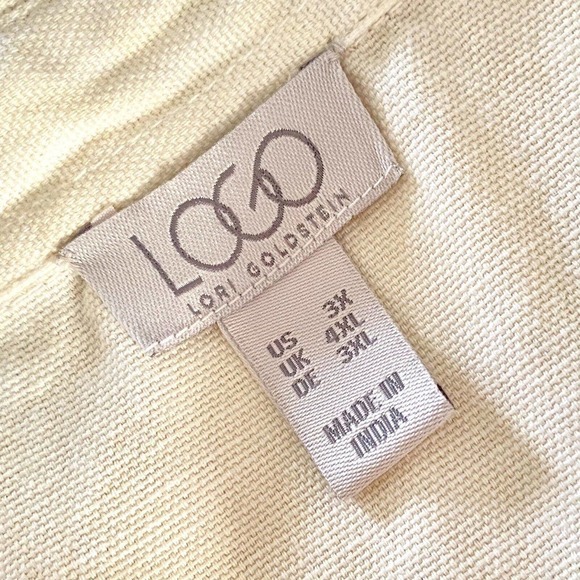 LOGO
LORI GOLDSTEIN
US 3X
UK 4XL
DE 3XL
MADE IN
INDIA